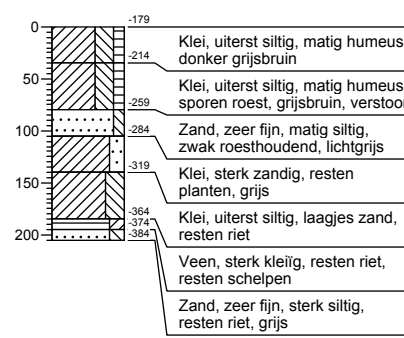 0
50
100
150
200
-179
-214
-259
-284
-319
-364
-374
-384
Klei, uiterst siltig, matig humeus
donker grijsbruin
Klei, uiterst siltig, matig humeus
sporen roest, grijsbruin,
Zand, zeer fijn, matig siltig,
zwak roesthoudend, lichtgrijs
Klei, sterk zandig, resten
planten, grijs
Klei, uiterst siltig, laagjes zand,
resten riet
Veen, sterk kleiïg, resten riet,
resten schelpen
Zand, zeer fijn, sterk siltig,
resten riet, grijs